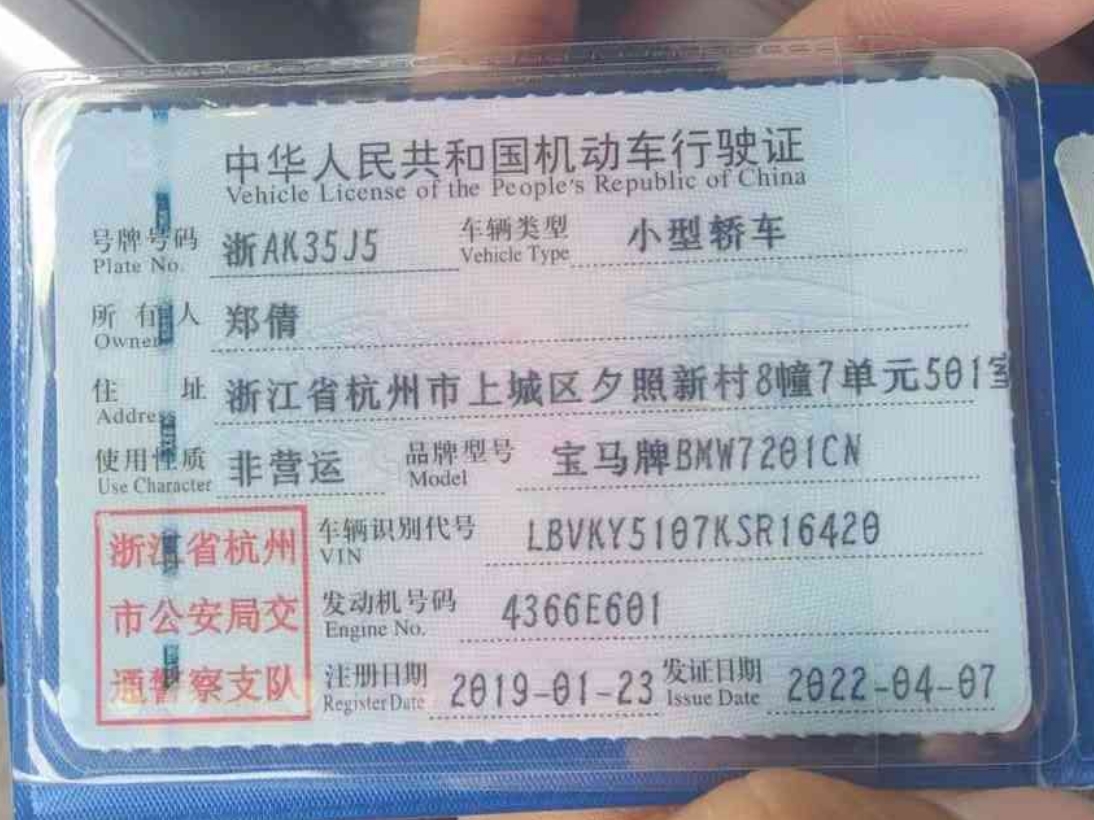 中华人民共和国机动车行驶证
Vehicle License of the People's Republic of China
号牌号码 浙AK35J5 车辆类型 小型轿车
Plate No. Vehicle Type
所有人 郑倩
Owner
住址 浙江省杭州市上城区夕照新村8幢7单元501室
Address
使用性质 非营运 品牌型号 宝马牌BMW7201CN
Use Character Model
浙江省杭州 车辆识别代号 LBVKY5107KSR16420
VIN
市公安局交 发动机号码 4366E601
Engine No.
通警察支队 注册日期 2019-01-23 发证日期 2022-04-07
Register Date Issue Date